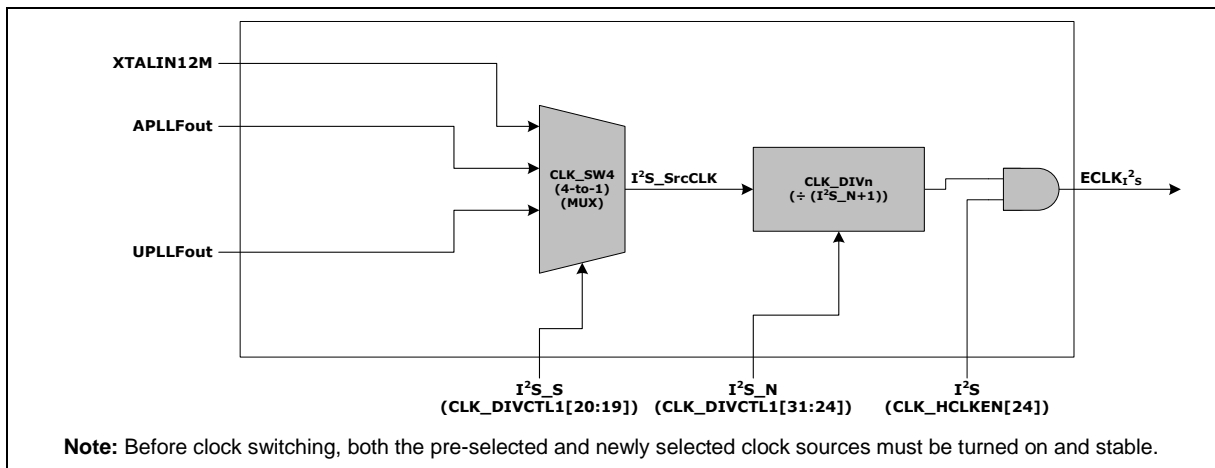 XTALIN12M
APLLFout
UPLLFout
CLK_SW4
(4-to-1)
(MUX)
I²S_SrcCLK
CLK_DIVn
(÷ (I²S_N+1))
ECLK_I²S
I²S_S
(CLK_DIVCTL1[20:19])
I²S_N
(CLK_DIVCTL1[31:24])
I²S
(CLK_HCLKEN[24])
Note: Before clock switching, both the pre-selected and newly selected clock sources must be turned on and stable.